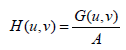 H(u,v) = G(u,v) / A